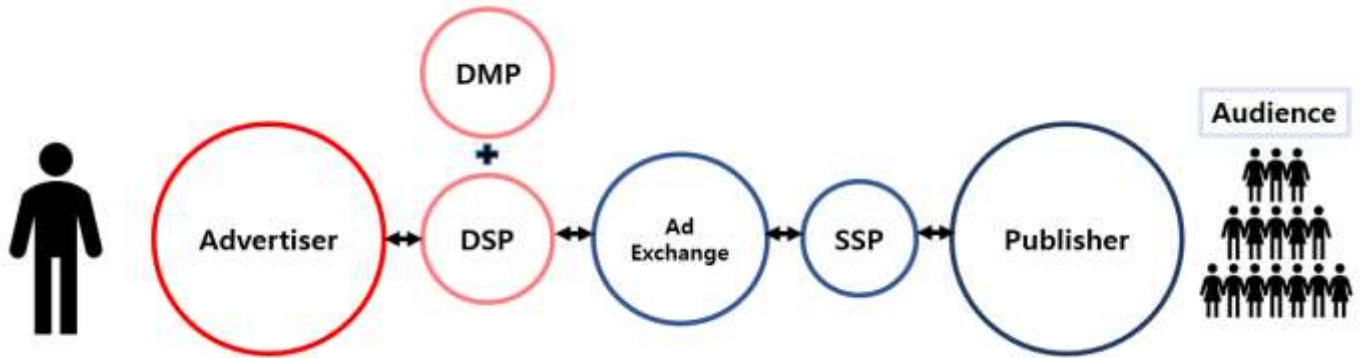 DMP
Audience
Advertiser
DSP
Ad
Exchange
SSP
Publisher